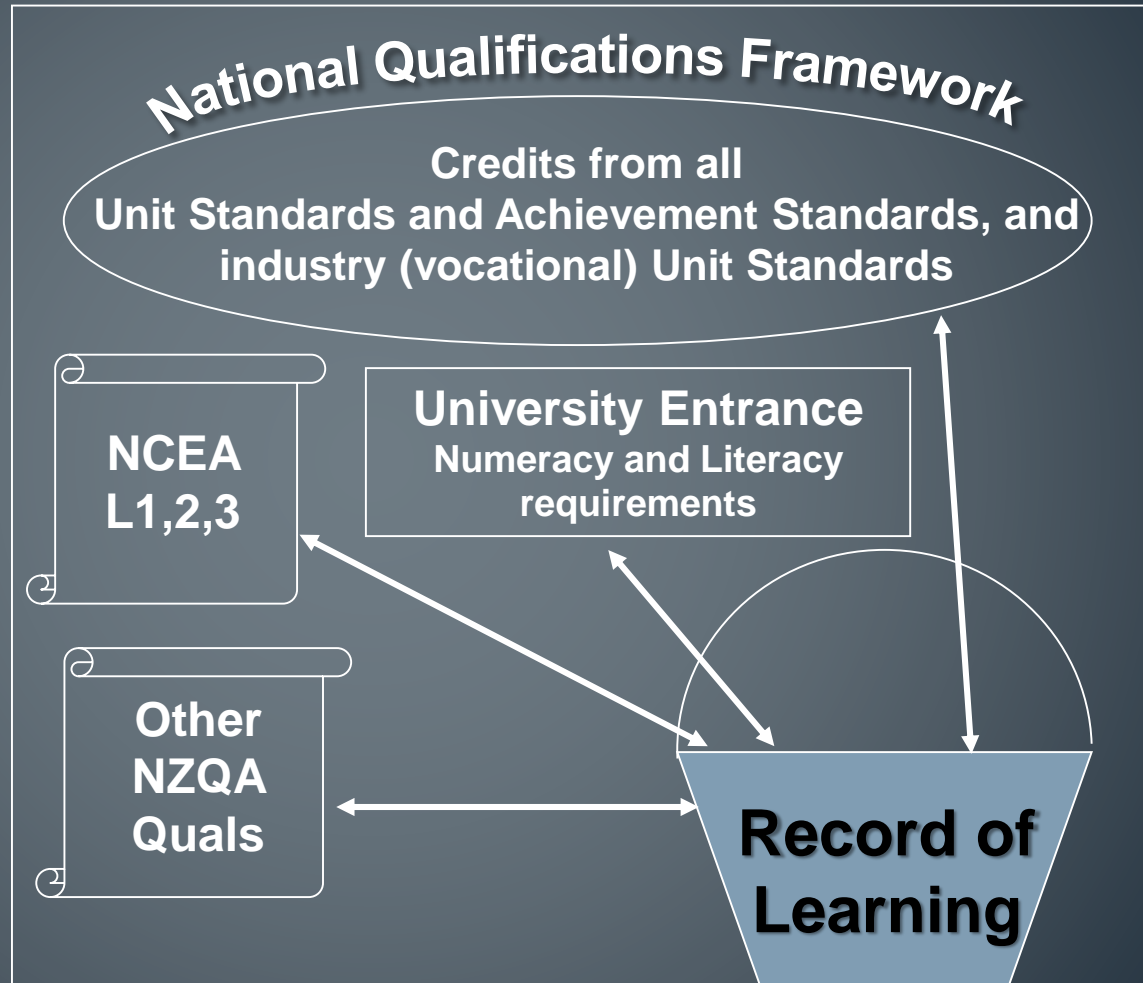 National Qualifications Framework
Credits from all
Unit Standards and Achievement Standards, and
industry (vocational) Unit Standards
NCEA
L1,2,3
University Entrance
Numeracy and Literacy
requirements
Other
NZQA
Quals
Record of
Learning